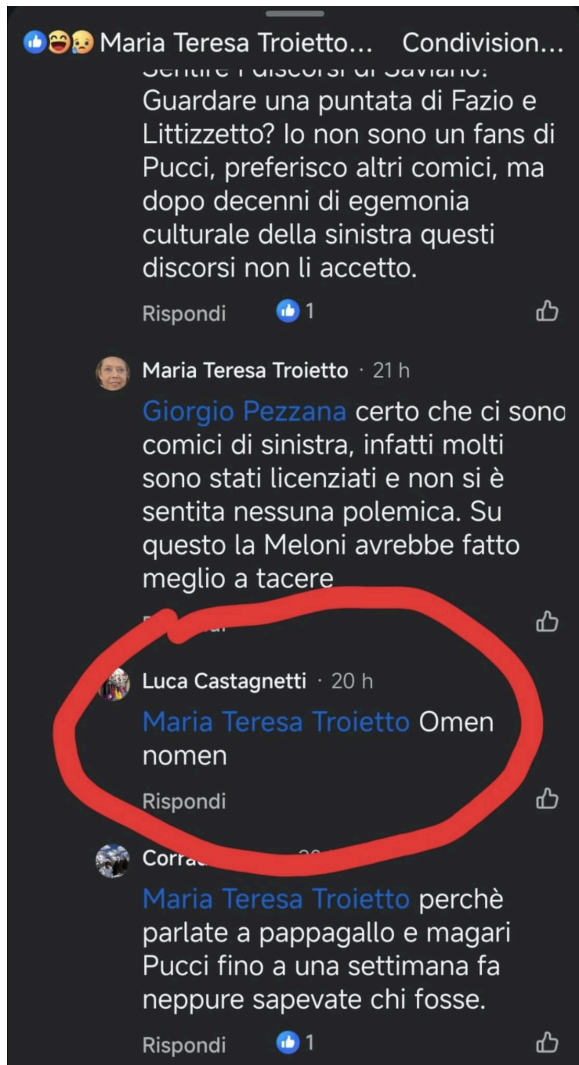 Maria Teresa Troietto... Condivision...
Sentire i discorsi di Saviano?
Guardare una puntata di Fazio e
Littizzetto? Io non sono un fans di
Pucci, preferisco altri comici, ma
dopo decenni di egemonia
culturale della sinistra questi
discorsi non li accetto.
Rispondi 1
Maria Teresa Troietto · 21 h
Giorgio Pezzana certo che ci sono
comici di sinistra, infatti molti
sono stati licenziati e non si è
sentita nessuna polemica. Su
questo la Meloni avrebbe fatto
meglio a tacere
Luca Castagnetti · 20 h
Maria Teresa Troietto Omen
nomen
Rispondi
Maria Teresa Troietto perchè
parlate a pappagallo e magari
Pucci fino a una settimana fa
neppure sapevate chi fosse.
Rispondi 1